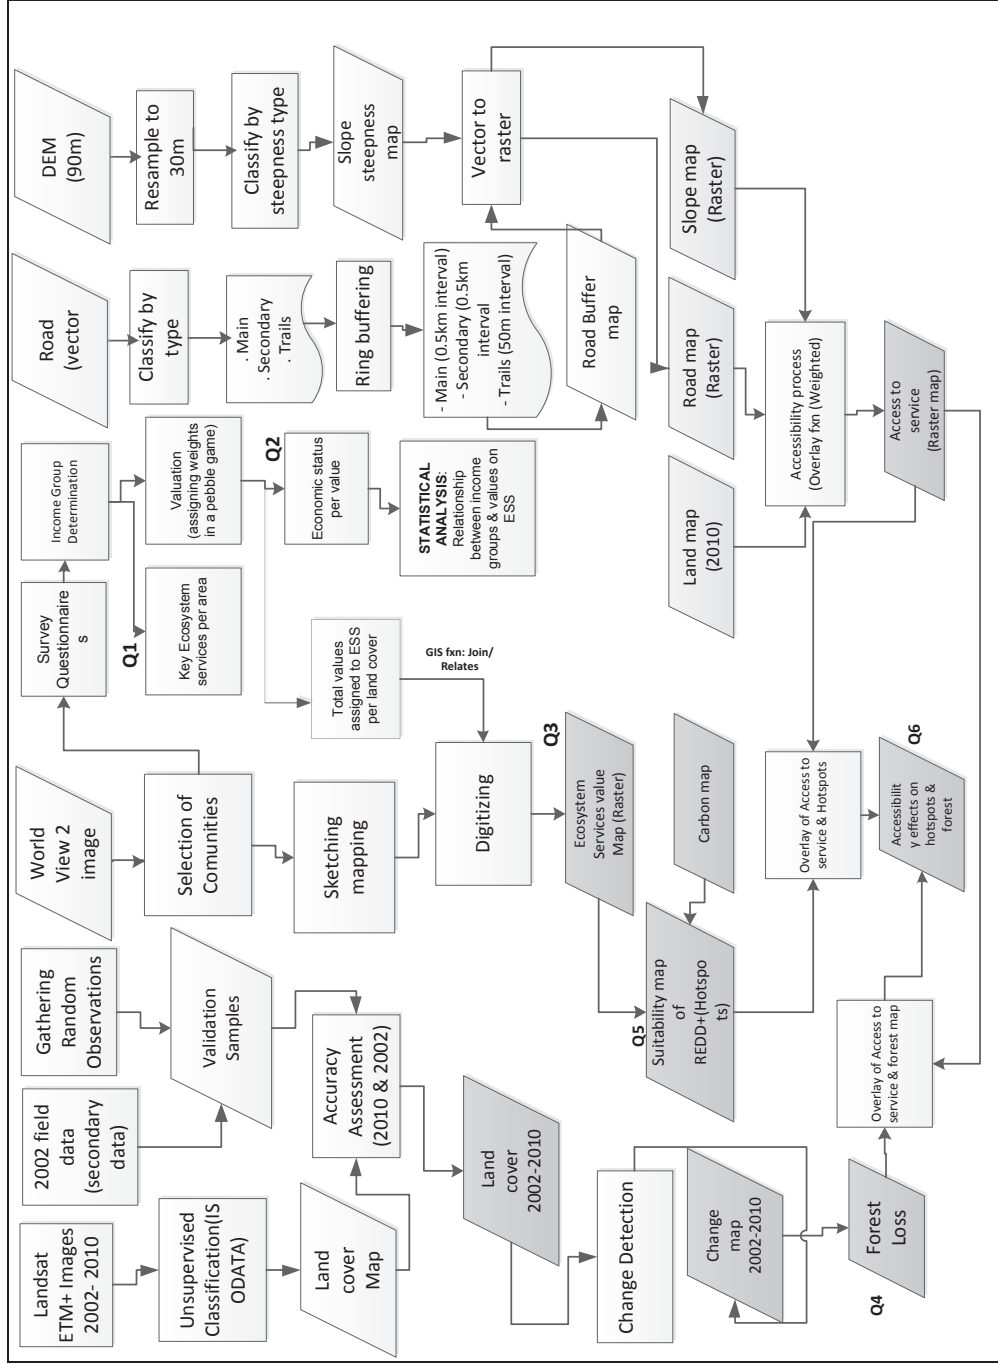 Landsat
ETM+ Images
2002- 2010
Unsupervised
Classification(IS
ODATA)
Land
cover
Map
2002 field
data
(secondary
data)
Gathering
Random
Observations
Validation
Samples
Accuracy
Assessment
(2010 & 2002)
Land
cover
2002-2010
Change Detection
Change
map
2002-2010
Forest
Loss
Q4
World
View 2
image
Selection of
Comunities
Sketching
mapping
Digitizing
Q3
Ecosystem
Services value
Map (Raster)
Carbon map
Q5
Suitability map
of
REDD+(Hotspo
ts)
Overlay of Access to
service & Hotspots
Q6
Accessibilit
y effects on
hotspots &
forest
Overlay of Access to
service & forest map
Survey
Questionnaire
s
Income Group
Determination
Q1
Key Ecosystem
services per area
Valuation
(assigning weights
in a pebble game)
Q2
Economic status
per value
STATISTICAL
ANALYSIS:
Relationship
between income
groups & values on
ESS
Total values
assigned to ESS
per land cover
GIS fxn: Join/
Relates
Road
(vector)
Classify by
type
. Main
. Secondary
. Trails
Ring buffering
- Main (0.5km interval)
- Secondary (0.5km
interval
- Trails (50m interval)
Road Buffer
map
DEM
(90m)
Resample to
30m
Classify by
steepness type
Slope
steepness
map
Vector to
raster
Slope map
(Raster)
Road map
(Raster)
Land map
(2010)
Accessibility process
(Overlay fxn (Weighted)
Access to
service
(Raster map)